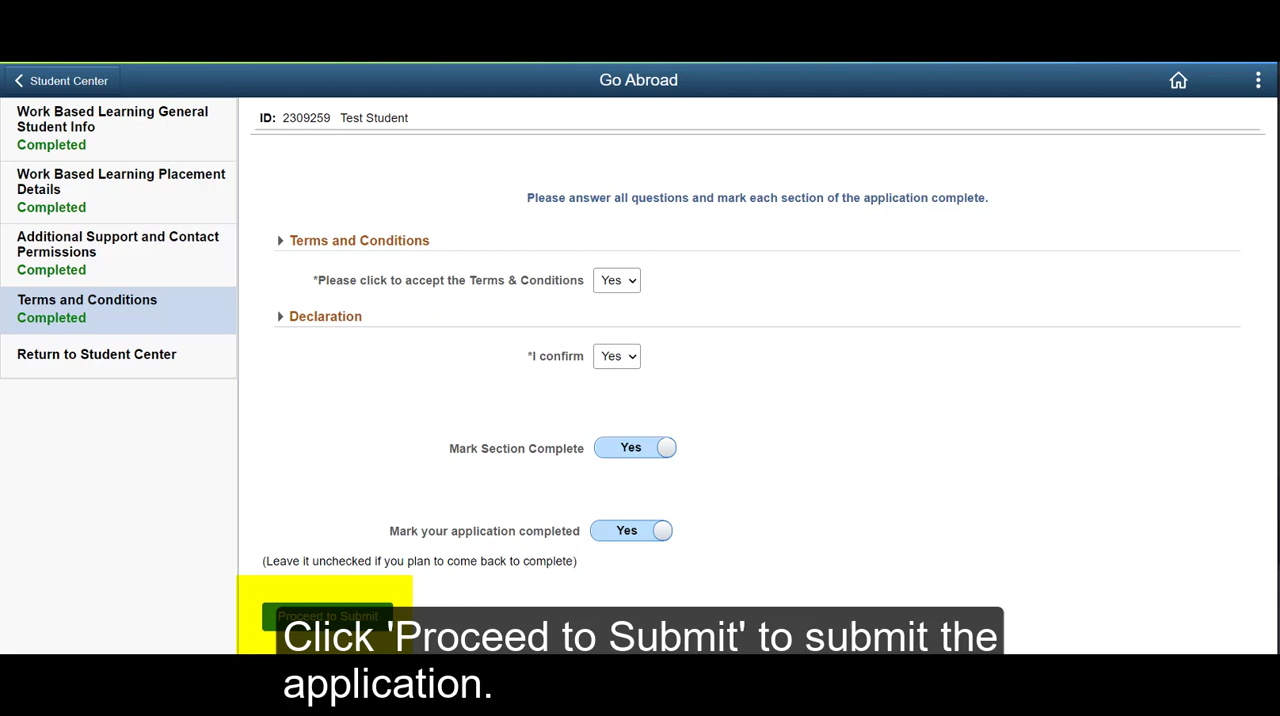 Student Center
Go Abroad
Work Based Learning General
Student Info
Completed
Work Based Learning Placement
Details
Completed
Additional Support and Contact
Permissions
Completed
Terms and Conditions
Completed
Return to Student Center
ID: 2309259 Test Student
Please answer all questions and mark each section of the application complete.
Terms and Conditions
*Please click to accept the Terms & Conditions Yes
Declaration
*I confirm Yes
Mark Section Complete Yes
Mark your application completed Yes
(Leave it unchecked if you plan to come back to complete)
Proceed to Submit
Click 'Proceed to Submit' to submit the
application.